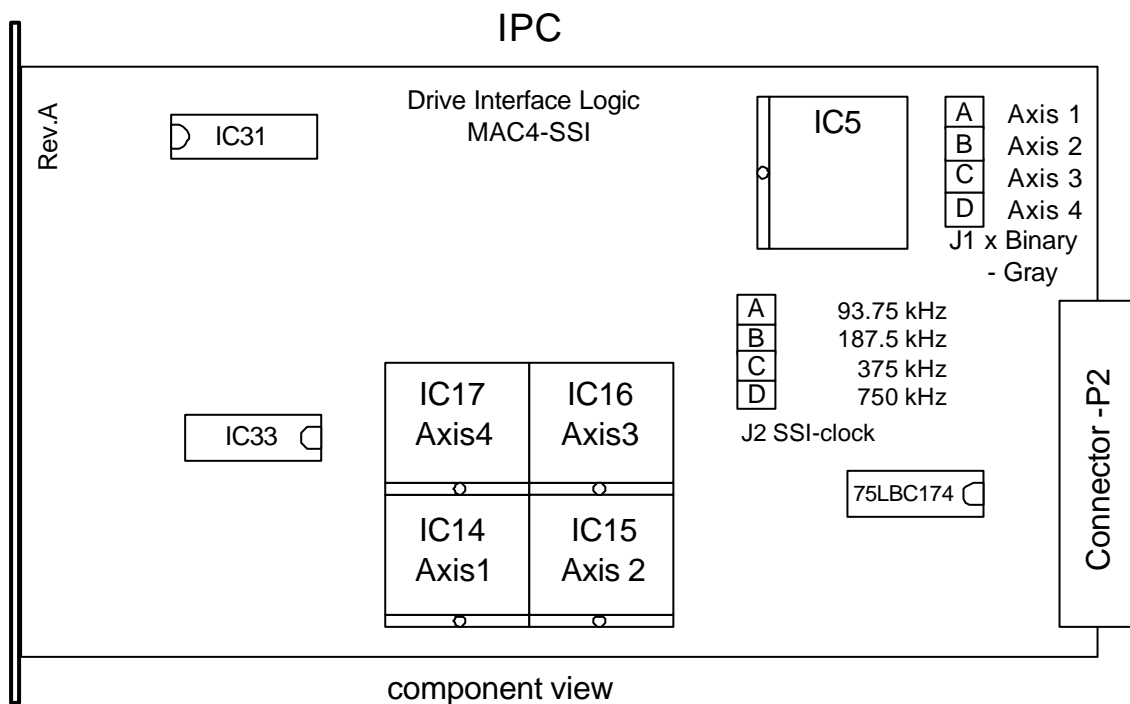 IPC
Rev.A
IC31
Drive Interface Logic
MAC4-SSI
IC5
A Axis 1
B Axis 2
C Axis 3
D Axis 4
J1 x Binary
- Gray
A 93.75 kHz
B 187.5 kHz
C 375 kHz
D 750 kHz
J2 SSI-clock
IC17
Axis4
IC16
Axis3
IC33
IC14
Axis1
IC15
Axis 2
75LBC174
Connector -P2
component view